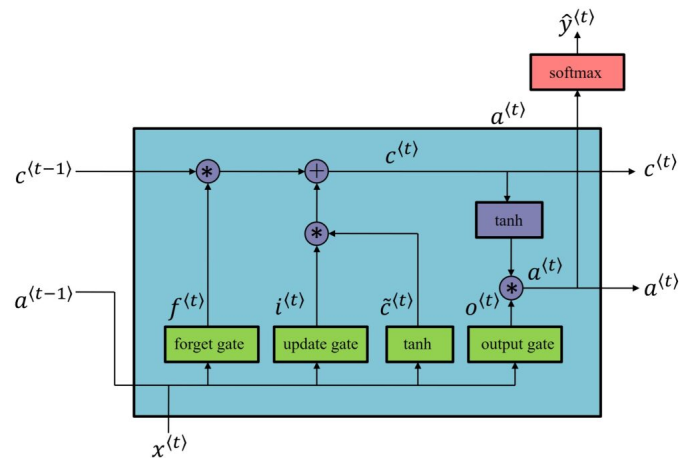 ŷ⟨t⟩
softmax
a⟨t⟩
c⟨t−1⟩ * + c⟨t⟩ c⟨t⟩
tanh
*
a⟨t−1⟩ f⟨t⟩ i⟨t⟩ c̃⟨t⟩ o⟨t⟩ * a⟨t⟩ a⟨t⟩
forget gate update gate tanh output gate
x⟨t⟩